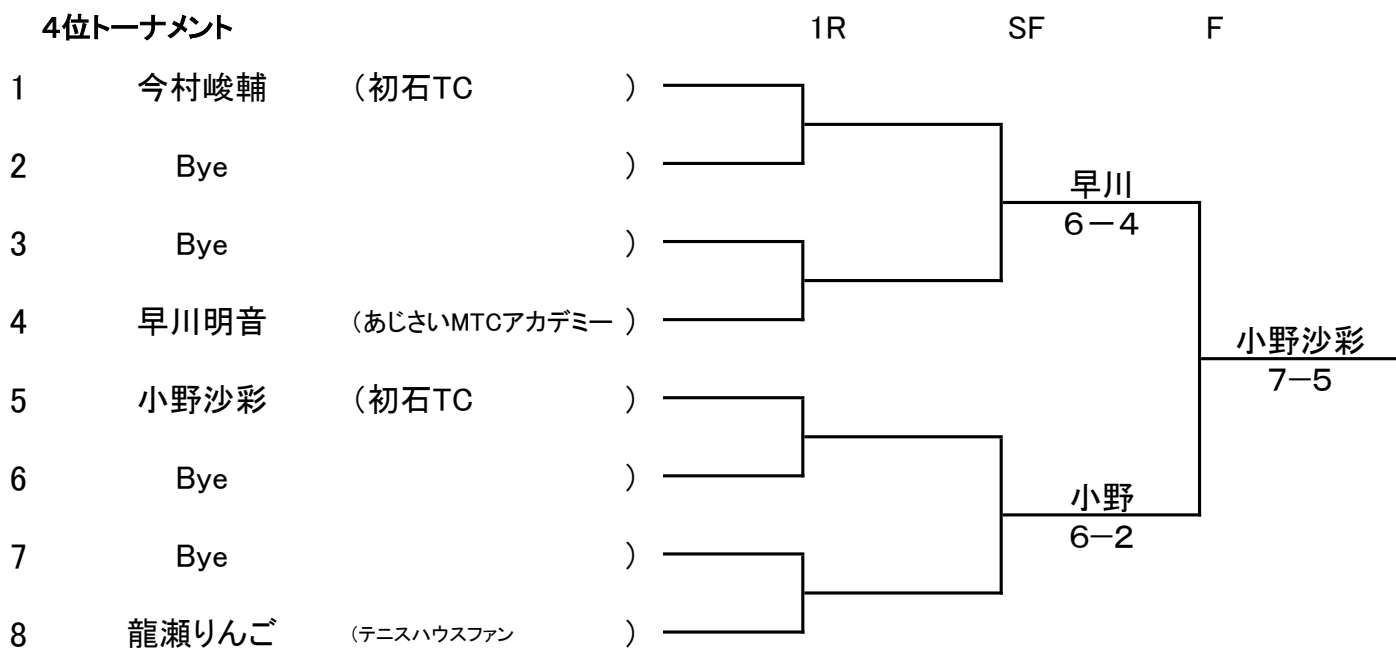 4位トーナメント 1R SF F
1 今村峻輔 (初石TC )
2 Bye )
早川
6-4
3 Bye )
4 早川明音 (あじさいMTCアカデミー )
小野沙彩
7-5
5 小野沙彩 (初石TC )
6 Bye )
小野
6-2
7 Bye )
8 龍瀬りんご (テニスハウスファン )